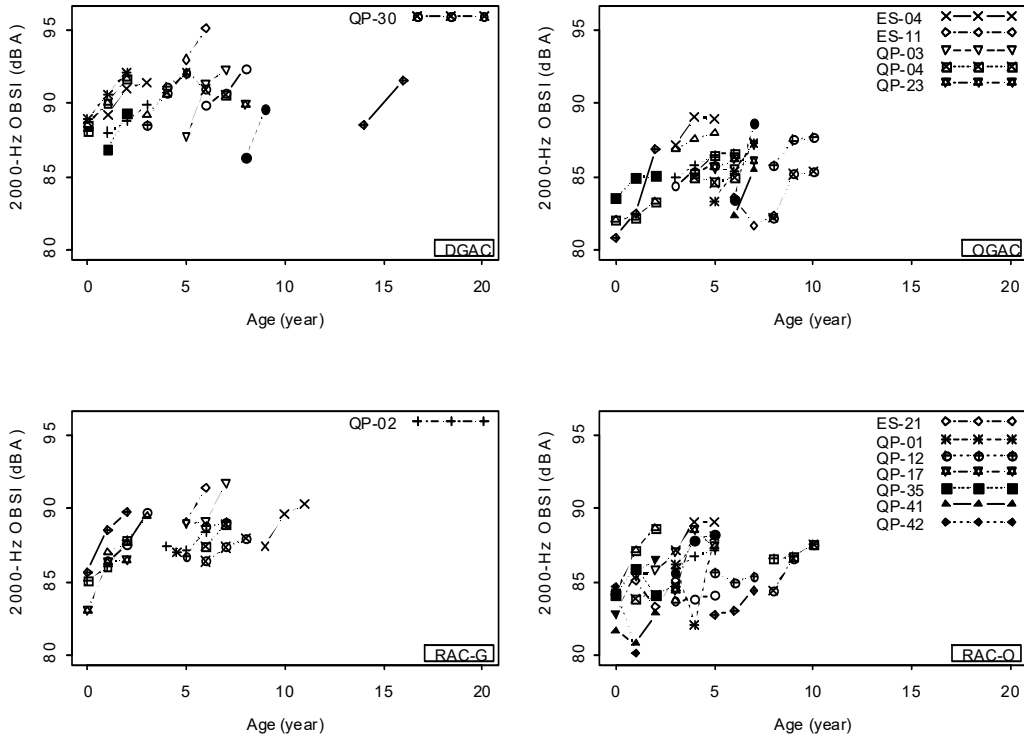 2000-Hz OBSI (dBA)
95
90
85
80
QP-30
DGAC
0 5 10 15 20
Age (year)
2000-Hz OBSI (dBA)
95
90
85
80
ES-04
ES-11
QP-03
QP-04
QP-23
OGAC
0 5 10 15 20
Age (year)
2000-Hz OBSI (dBA)
95
90
85
80
QP-02
RAC-G
0 5 10 15 20
Age (year)
2000-Hz OBSI (dBA)
95
90
85
80
ES-21
QP-01
QP-12
QP-17
QP-35
QP-41
QP-42
RAC-O
0 5 10 15 20
Age (year)